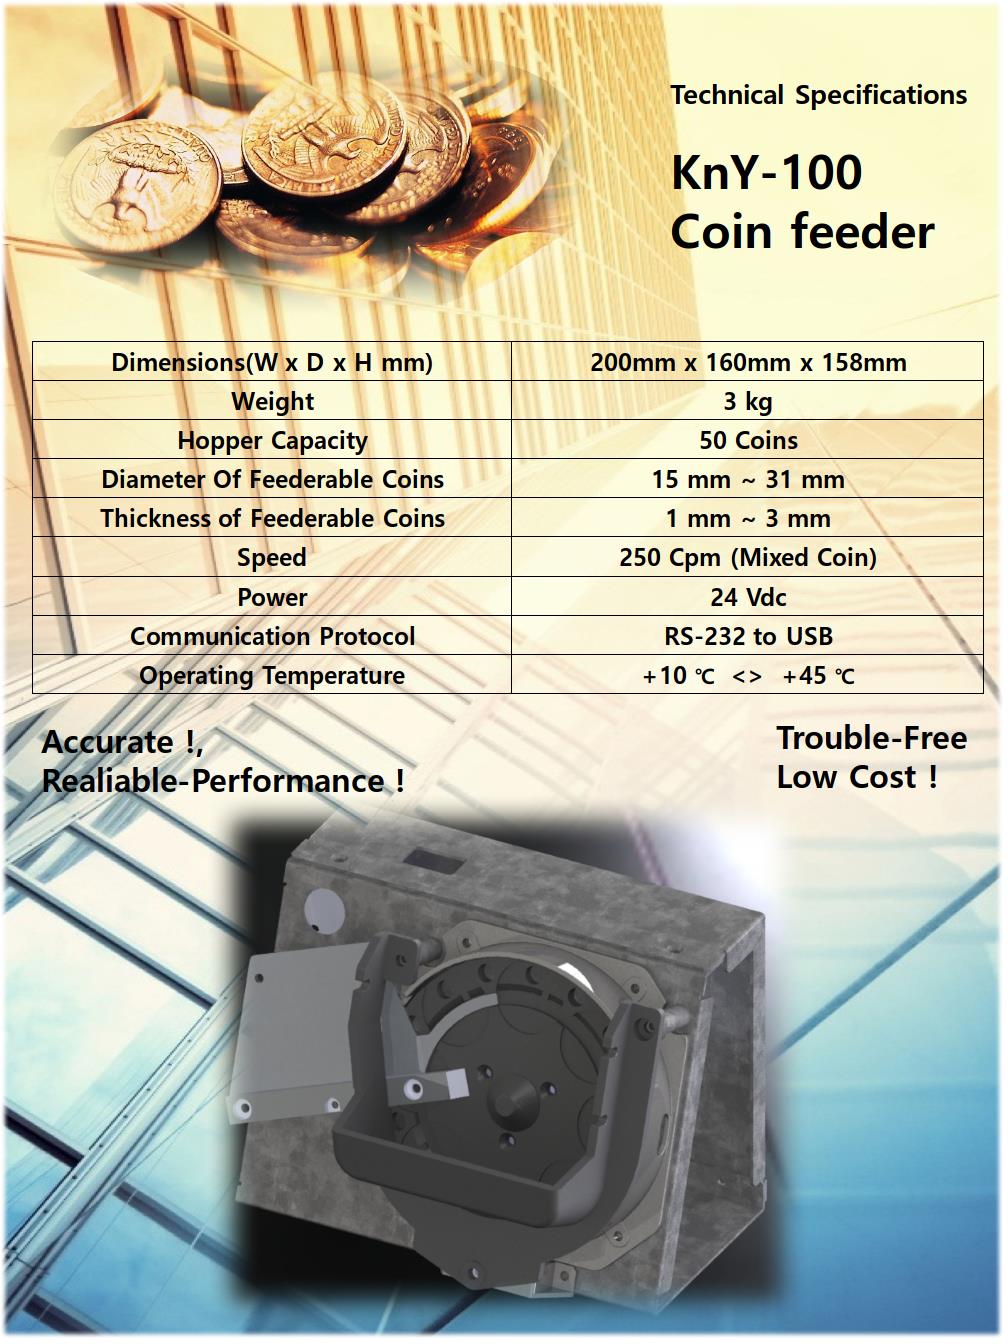 Technical Specifications
KnY-100
Coin feeder
Dimensions(W x D x H mm) 200mm x 160mm x 158mm
Weight 3 kg
Hopper Capacity 50 Coins
Diameter Of Feederable Coins 15 mm ~ 31 mm
Thickness of Feederable Coins 1 mm ~ 3 mm
Speed 250 Cpm (Mixed Coin)
Power 24 Vdc
Communication Protocol RS-232 to USB
Operating Temperature +10 ℃ <> +45 ℃
Accurate !,
Realiable-Performance !
Trouble-Free
Low Cost !